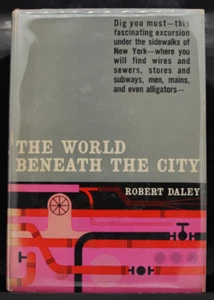 Dig you must—this
fascinating excursion
under the sidewalks of
New York—where you
will find wires and
sewers, stores and
subways, men, mains,
and even alligators—
THE WORLD
BENEATH THE CITY
ROBERT DALEY